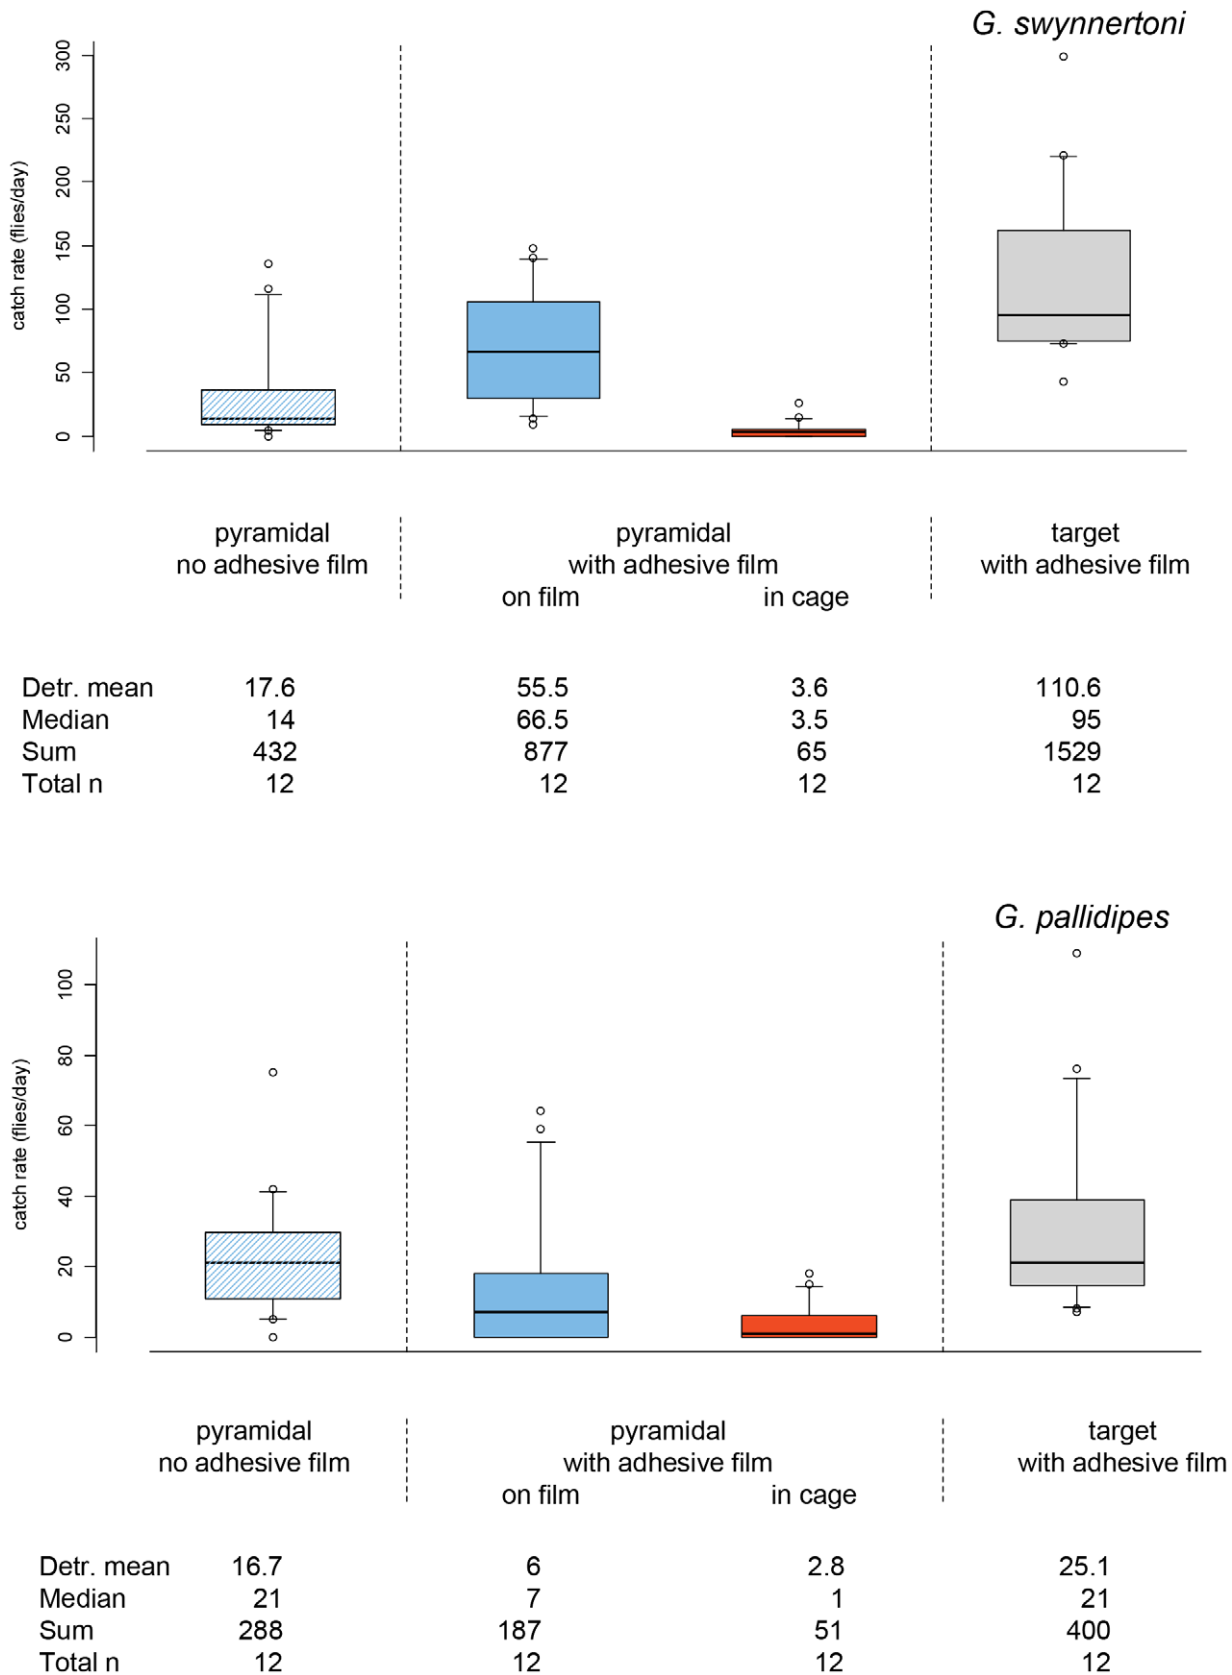 G. swynnertoni
300
250
200
150
100
50
0
catch rate (flies/day)
pyramidal pyramidal target
no adhesive film with adhesive film with adhesive film
on film in cage
Detr. mean 17.6 55.5 3.6 110.6
Median 14 66.5 3.5 95
Sum 432 877 65 1529
Total n 12 12 12 12
G. pallidipes
100
80
60
40
20
0
catch rate (flies/day)
pyramidal pyramidal target
no adhesive film with adhesive film with adhesive film
on film in cage
Detr. mean 16.7 6 2.8 25.1
Median 21 7 1 21
Sum 288 187 51 400
Total n 12 12 12 12